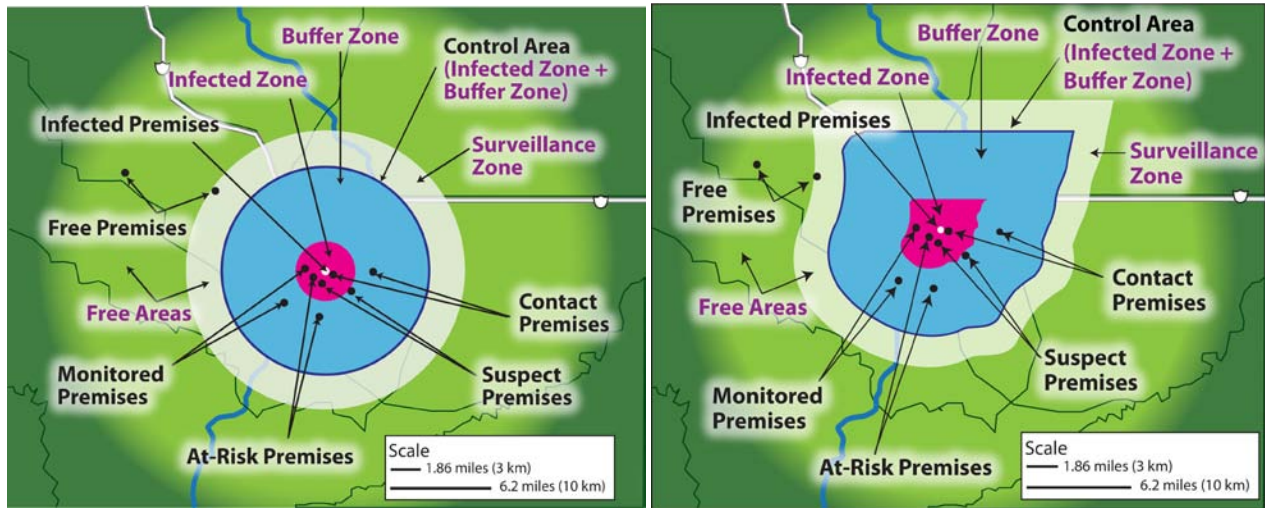 Buffer Zone
Control Area
(Infected Zone +
Buffer Zone)
Infected Zone
Infected Premises
Surveillance
Zone
Free Premises
Free Areas
Contact
Premises
Monitored
Premises
Suspect
Premises
At-Risk Premises
Scale
1.86 miles (3 km)
6.2 miles (10 km)
Control Area
(Infected Zone +
Buffer Zone)
Buffer Zone
Infected Zone
Infected Premises
Surveillance
Zone
Free
Premises
Free Areas
Contact
Premises
Suspect
Premises
Monitored
Premises
At-Risk Premises
Scale
1.86 miles (3 km)
6.2 miles (10 km)